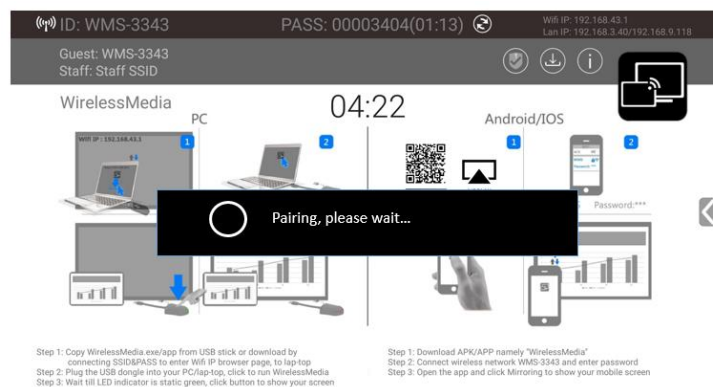 ID: WMS-3343
PASS: 00003404(01:13)
Wifi IP: 192.168.43.1
Lan IP: 192.168.3.40/192.168.9.118
Guest: WMS-3343
Staff: Staff SSID
WirelessMedia
04:22
PC
Android/IOS
Wifi IP : 192.168.43.1
1
2
1
2
Pairing, please wait...
Password:***
Step 1: Copy WirelessMedia.exe/app from USB stick or download by
connecting SSID&PASS to enter Wifi IP browser page, to lap-top
Step 2: Plug the USB dongle into your PC/lap-top, click to run WirelessMedia
Step 3: Wait till LED indicator is static green, click button to show your screen
Step 1: Download APK/APP namely "WirelessMedia"
Step 2: Connect wireless network WMS-3343 and enter password
Step 3: Open the app and click Mirroring to show your mobile screen